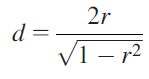 d = 2r / √1 – r2